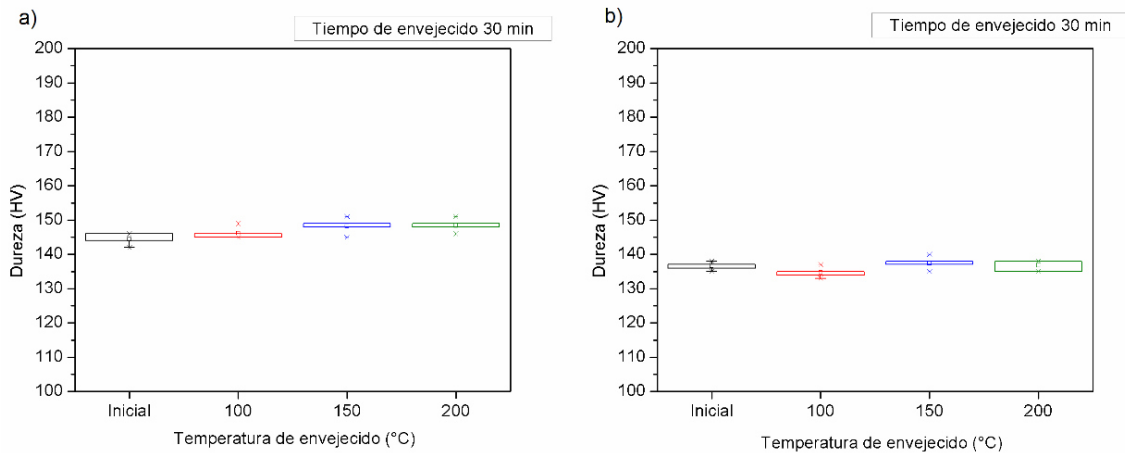 a)
Tiempo de envejecido 30 min
200
190
180
170
160
150
140
130
120
110
100
Dureza (HV)
Inicial 100 150 200
Temperatura de envejecido (°C)
b)
Tiempo de envejecido 30 min
200
190
180
170
160
150
140
130
120
110
100
Dureza (HV)
Inicial 100 150 200
Temperatura de envejecido (°C)